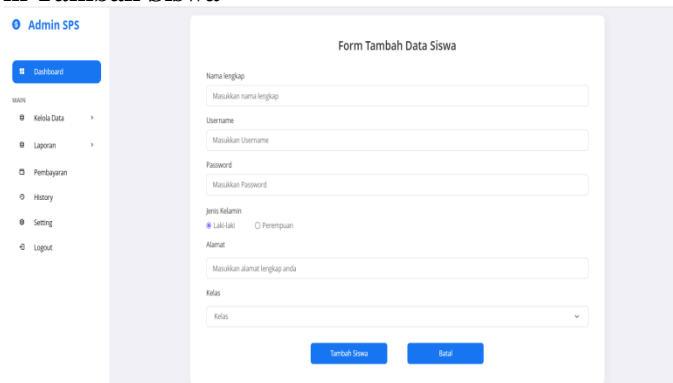 Admin SPS
Dashboard
MAIN
Kelola Data
Laporan
Pembayaran
History
Setting
Logout
Form Tambah Data Siswa
Nama lengkap
Masukkan nama lengkap
Username
Masukkan Username
Password
Masukkan Password
Jenis Kelamin
Laki-laki Perempuan
Alamat
Masukkan alamat lengkap anda
Kelas
Kelas
Tambah Siswa Batal